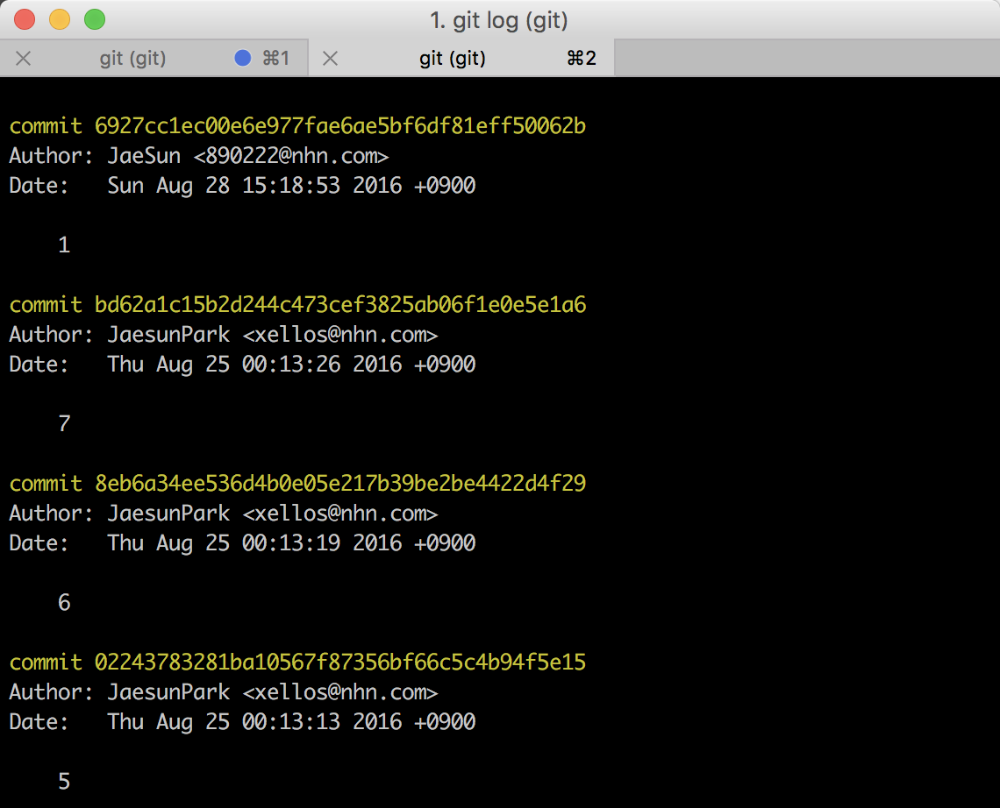 1. git log (git)
git (git) ⌘1 git (git) ⌘2
commit 6927cc1ec00e6e977fae6ae5bf6df81eff50062b
Author: JaeSun <890222@nhn.com>
Date:   Sun Aug 28 15:18:53 2016 +0900
1
commit bd62a1c15b2d244c473cef3825ab06f1e0e5e1a6
Author: JaesunPark <xellos@nhn.com>
Date:   Thu Aug 25 00:13:26 2016 +0900
7
commit 8eb6a34ee536d4b0e05e217b39be2be4422d4f29
Author: JaesunPark <xellos@nhn.com>
Date:   Thu Aug 25 00:13:19 2016 +0900
6
commit 02243783281ba10567f87356bf66c5c4b94f5e15
Author: JaesunPark <xellos@nhn.com>
Date:   Thu Aug 25 00:13:13 2016 +0900
5